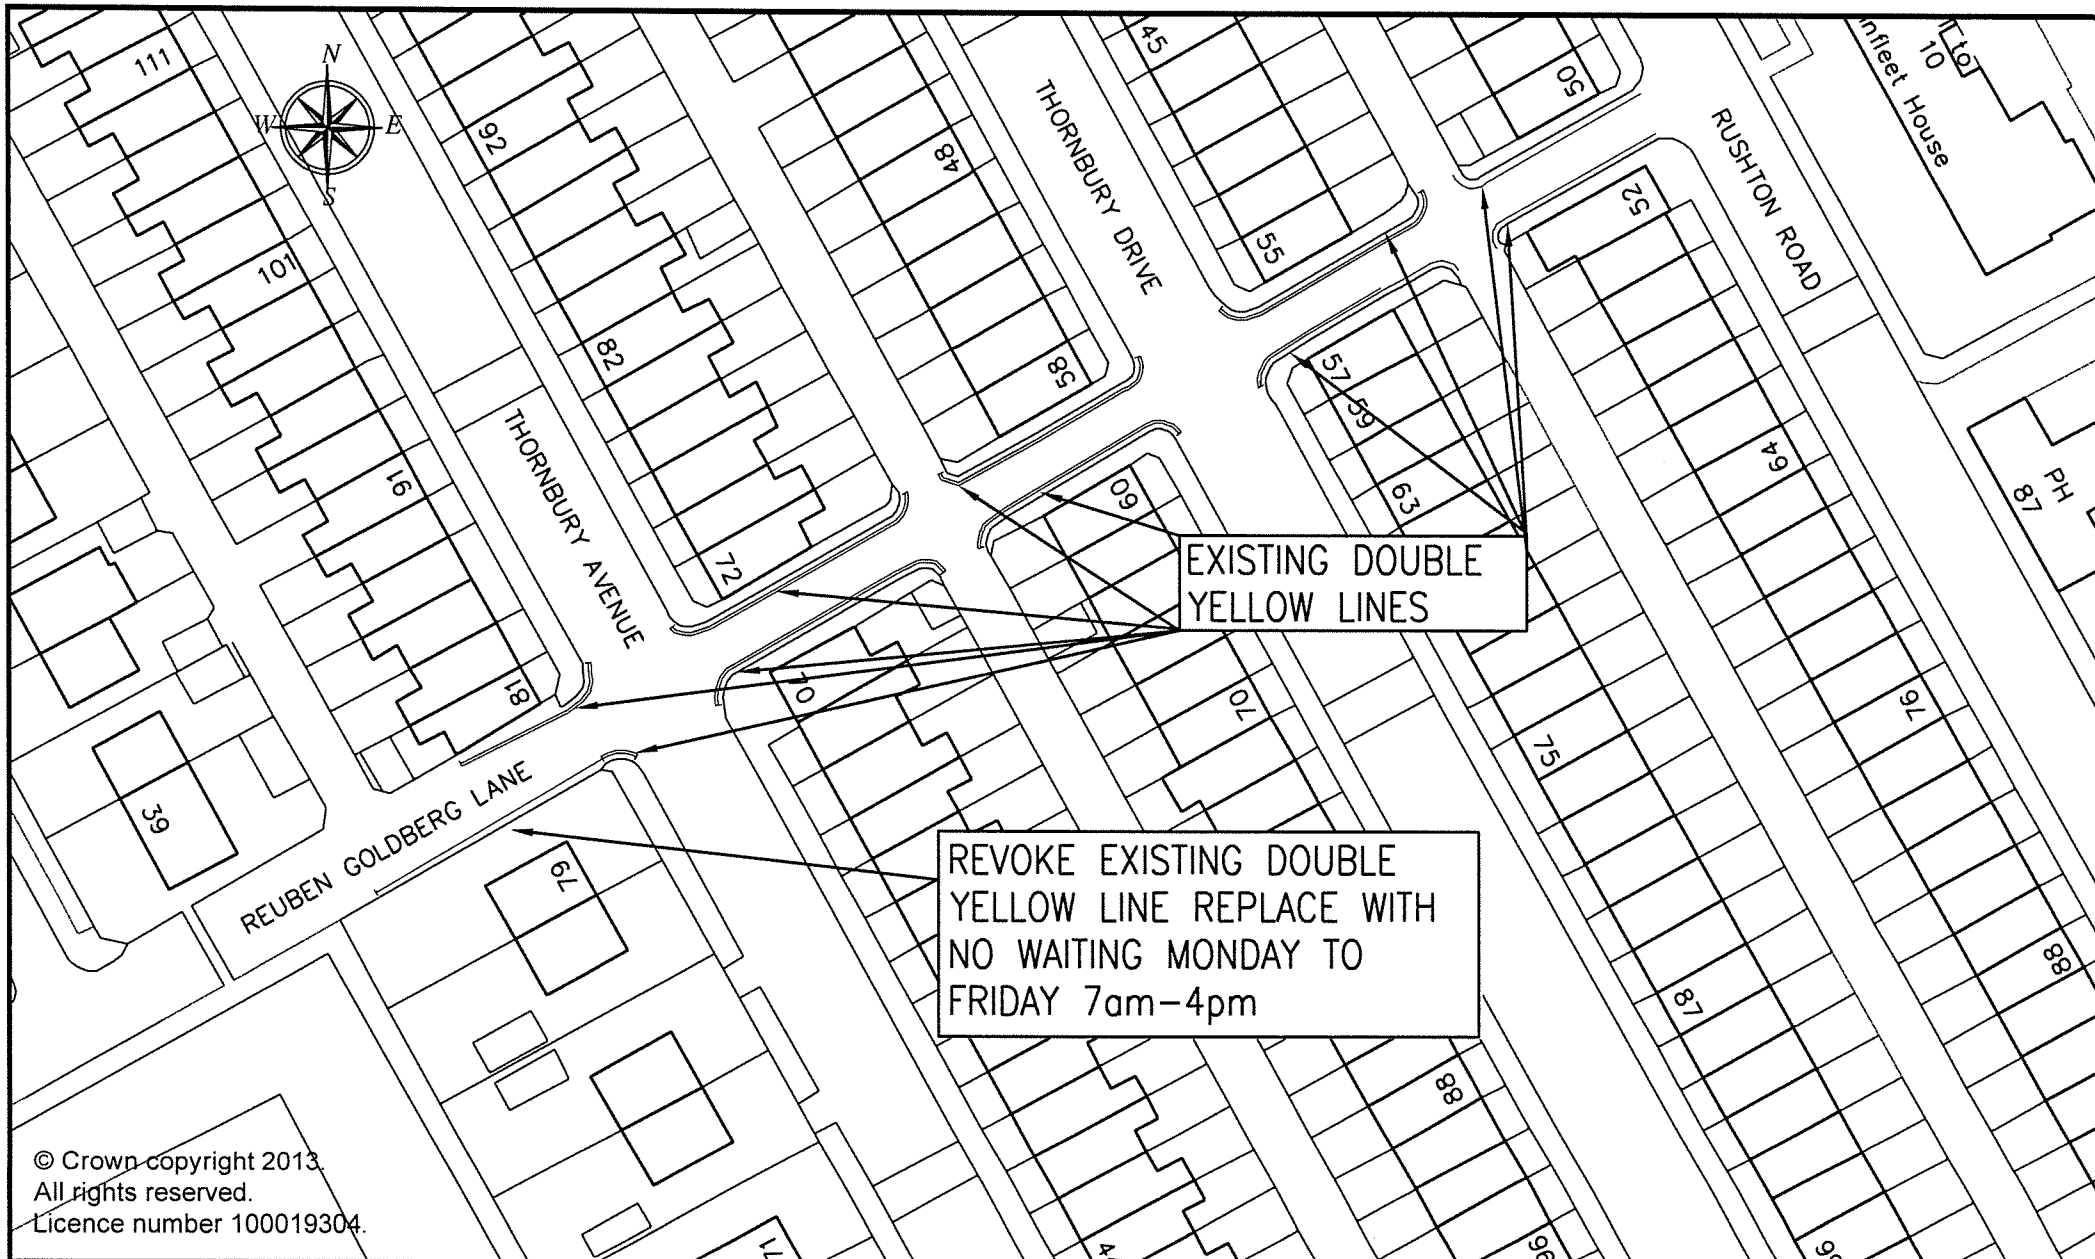 N
W E
S
111
101
91
81
92
82
72
70
THORNBURY AVENUE
48
58
60
70
88
THORNBURY DRIVE
45
55
57
59
63
75
87
50
52
64
76
88
RUSHTON ROAD
nfleet House
10
PH
87
39
79
71
96
REUBEN GOLDBERG LANE
EXISTING DOUBLE
YELLOW LINES
REVOKE EXISTING DOUBLE
YELLOW LINE REPLACE WITH
NO WAITING MONDAY TO
FRIDAY 7am-4pm
© Crown copyright 2013.
All rights reserved.
Licence number 100019304.